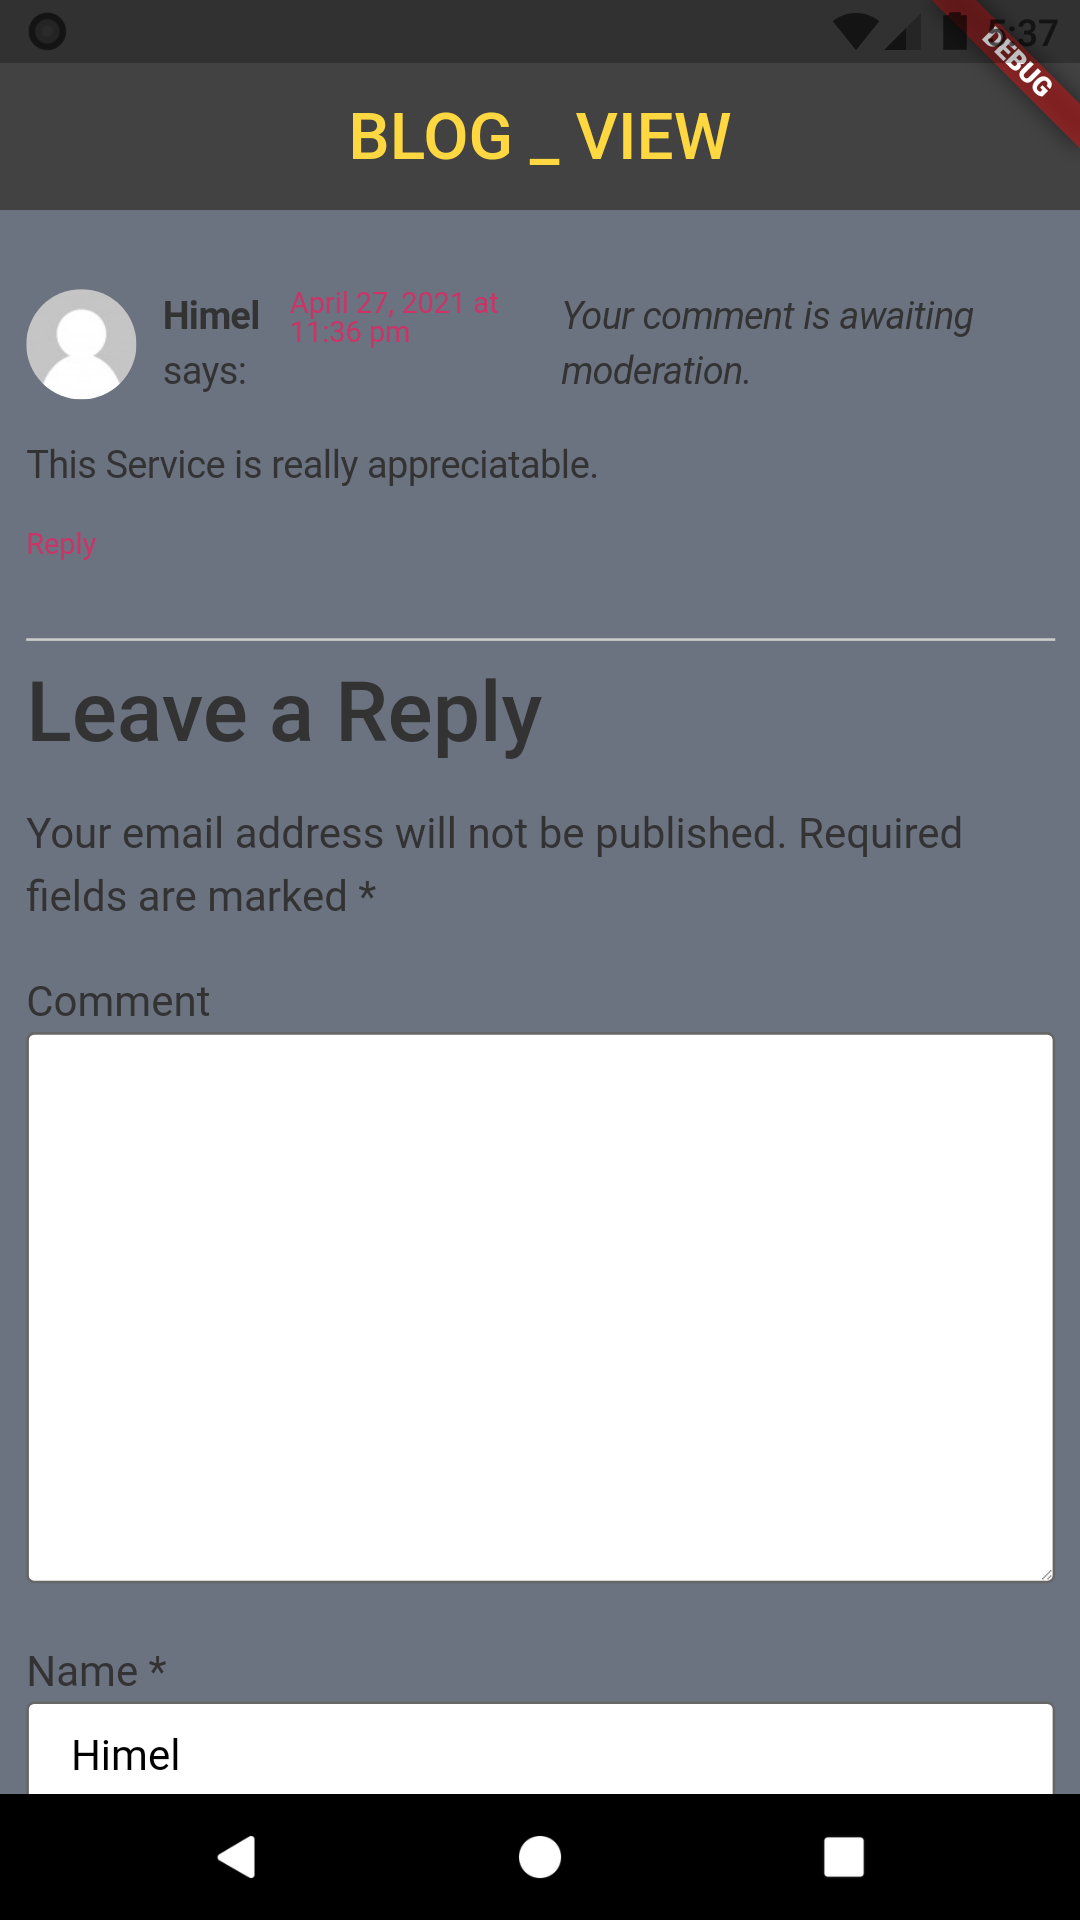 5:37
DEBUG
BLOG _ VIEW
Himel
says:
April 27, 2021 at
11:36 pm
Your comment is awaiting
moderation.
This Service is really appreciatable.
Reply
Leave a Reply
Your email address will not be published. Required
fields are marked *
Comment
Name *
Himel